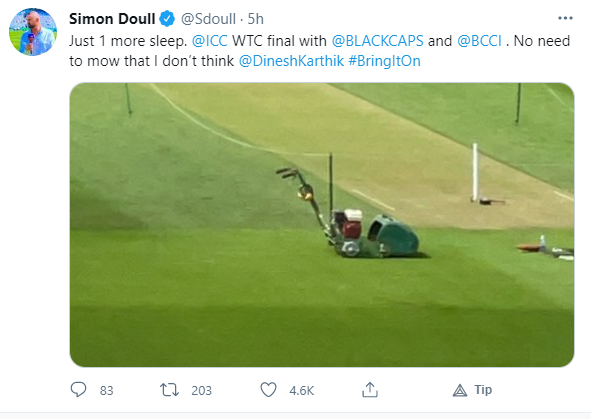 Simon Doull @Sdoull · 5h
Just 1 more sleep. @ICC WTC final with @BLACKCAPS and @BCCI . No need
to mow that I don't think @DineshKarthik #BringItOn
83 203 4.6K Tip